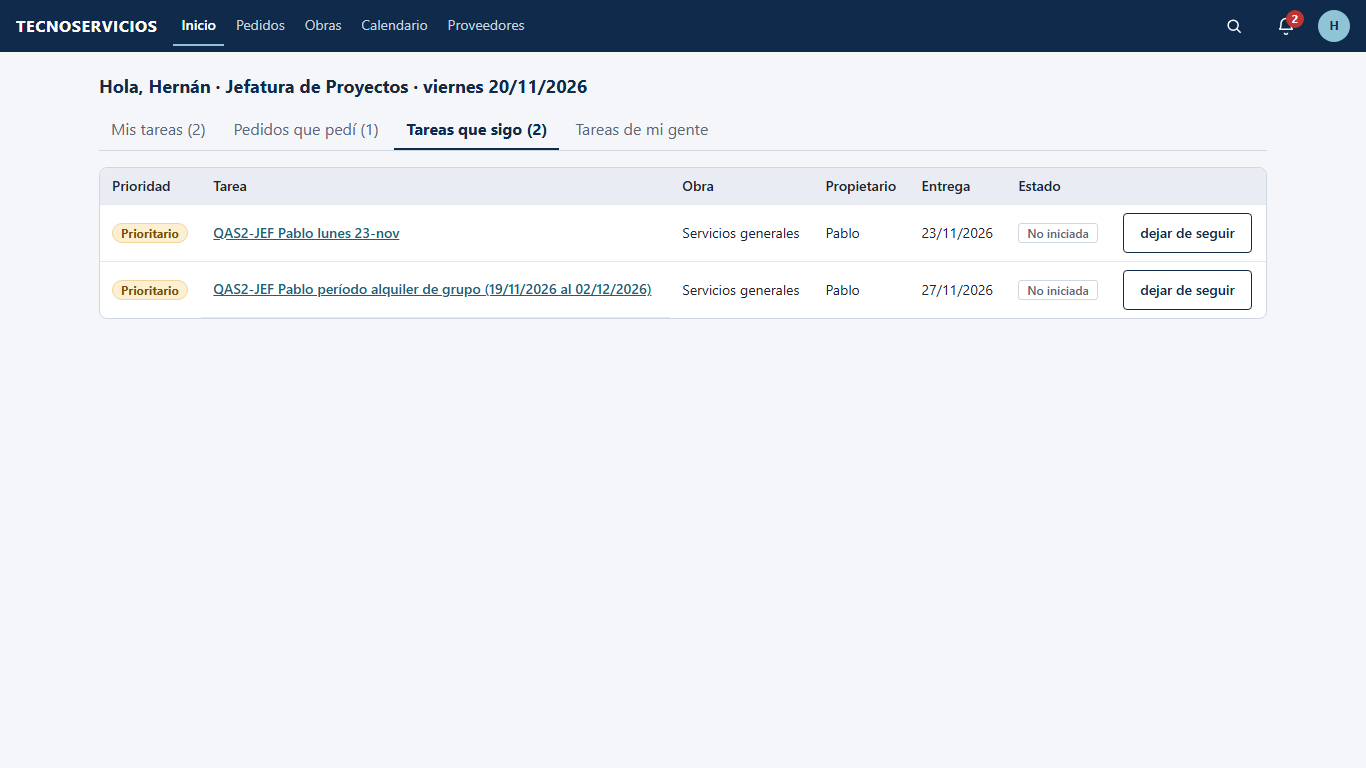 TECNOSERVICIOS Inicio Pedidos Obras Calendario Proveedores 2 H
Hola, Hernán · Jefatura de Proyectos · viernes 20/11/2026
Mis tareas (2) Pedidos que pedí (1) Tareas que sigo (2) Tareas de mi gente
Prioridad Tarea Obra Propietario Entrega Estado
Prioritario QAS2-JEF Pablo lunes 23-nov Servicios generales Pablo 23/11/2026 No iniciada dejar de seguir
Prioritario QAS2-JEF Pablo período alquiler de grupo (19/11/2026 al 02/12/2026) Servicios generales Pablo 27/11/2026 No iniciada dejar de seguir